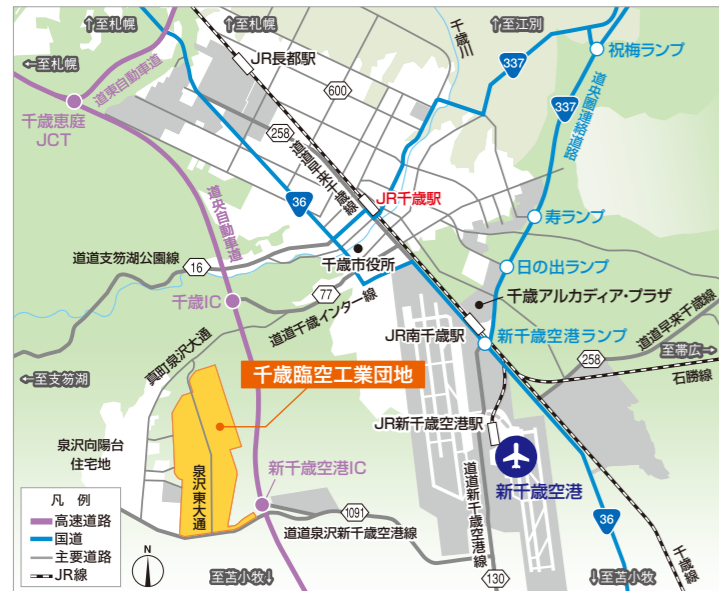 ↑至札幌
↑至札幌
千歳川
↑至江別
祝梅ランプ
←至札幌
道東自動車道
JR長都駅
337
600
337
道央圏連絡道路
千歳恵庭
JCT
258
道道早来千歳線
道央自動車道
36
JR千歳駅
寿ランプ
道道支笏湖公園線
16
千歳市役所
日の出ランプ
77
千歳アルカディア・プラザ
千歳IC
道道千歳インター線
JR南千歳駅
新千歳空港ランプ
道道早来千歳線
至帯広→
258
真町泉沢大通
←至支笏湖
千歳臨空工業団地
石勝線
JR新千歳空港駅
泉沢向陽台
住宅地
泉沢東大通
新千歳空港IC
新千歳空港
道道新千歳空港線
凡 例
高速道路
国道
主要道路
JR線
N
1091
道道泉沢新千歳空港線
36
千歳線
至苫小牧↓
130
↓至苫小牧